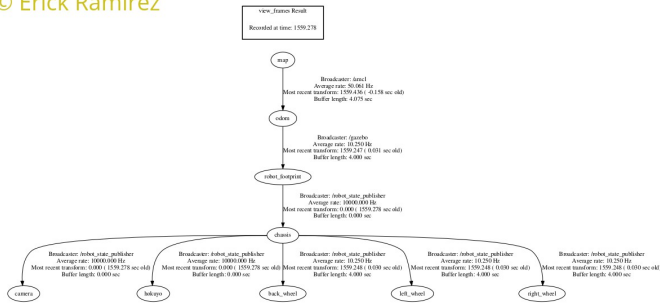 © Erick Ramirez
view_frames Result
Recorded at time: 1559.278
map
Broadcaster: /amcl
Average rate: 50.061 Hz
Most recent transform: 1559.436 ( -0.158 sec old)
Buffer length: 4.075 sec
odom
Broadcaster: /gazebo
Average rate: 10.250 Hz
Most recent transform: 1559.247 ( 0.031 sec old)
Buffer length: 4.000 sec
robot_footprint
Broadcaster: /robot_state_publisher
Average rate: 10000.000 Hz
Most recent transform: 0.000 ( 1559.278 sec old)
Buffer length: 0.000 sec
chassis
Broadcaster: /robot_state_publisher
Average rate: 10000.000 Hz
Most recent transform: 0.000 ( 1559.278 sec old)
Buffer length: 0.000 sec
camera
Broadcaster: /robot_state_publisher
Average rate: 10000.000 Hz
Most recent transform: 0.000 ( 1559.278 sec old)
Buffer length: 0.000 sec
hokuyo
Broadcaster: /robot_state_publisher
Average rate: 10.250 Hz
Most recent transform: 1559.248 ( 0.030 sec old)
Buffer length: 4.000 sec
back_wheel
Broadcaster: /robot_state_publisher
Average rate: 10.250 Hz
Most recent transform: 1559.248 ( 0.030 sec old)
Buffer length: 4.000 sec
left_wheel
Broadcaster: /robot_state_publisher
Average rate: 10.250 Hz
Most recent transform: 1559.248 ( 0.030 sec old)
Buffer length: 4.000 sec
right_wheel